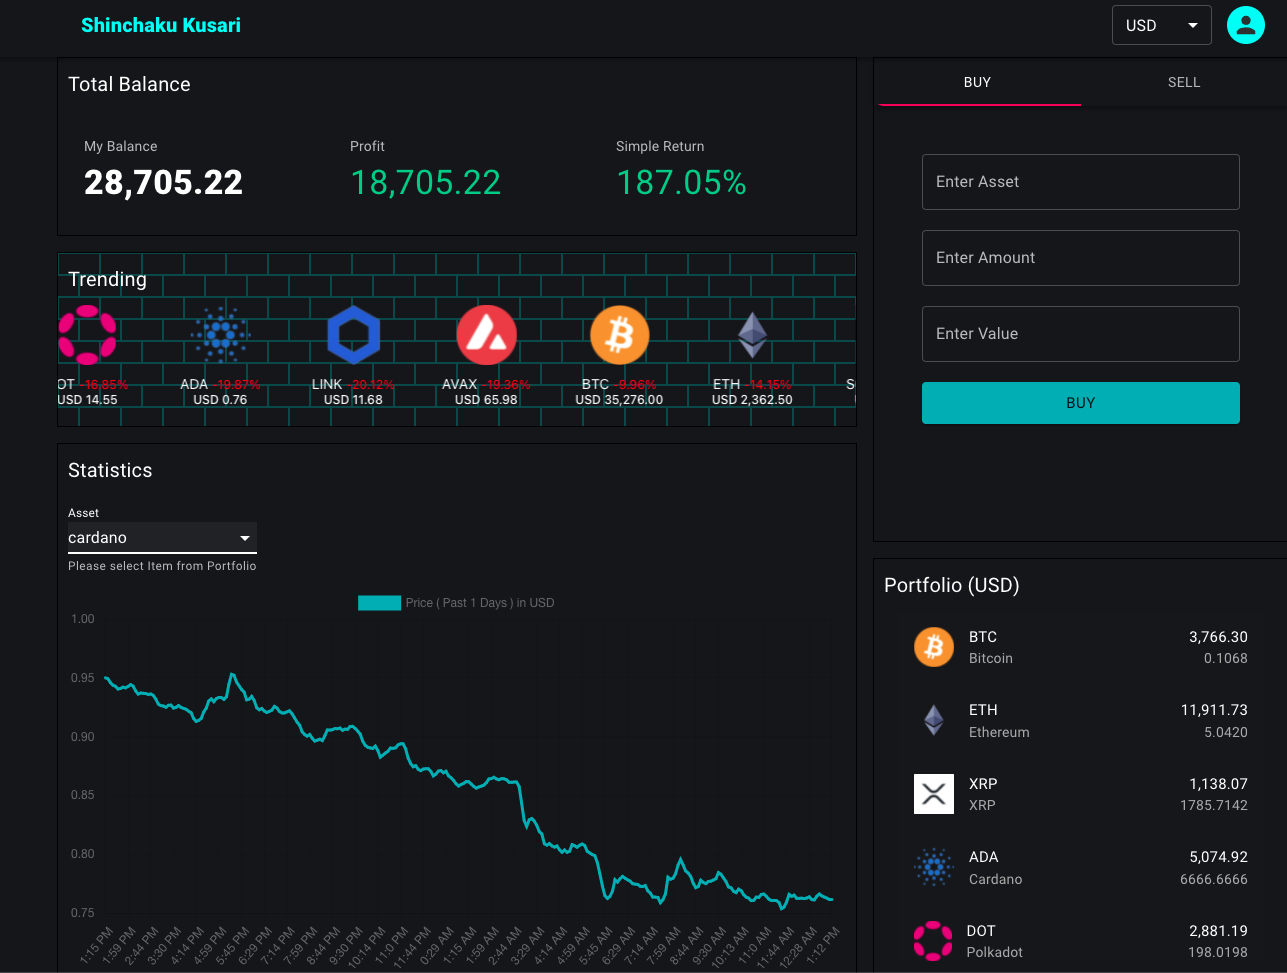 Shinchaku Kusari
USD
Total Balance
My Balance
28,705.22
Profit
18,705.22
Simple Return
187.05%
Trending
OT -16.85%
USD 14.55
ADA -19.87%
USD 0.76
LINK -20.12%
USD 11.68
AVAX -19.36%
USD 65.98
BTC -9.96%
USD 35,276.00
ETH -14.15%
USD 2,362.50
Statistics
Asset
cardano
Please select Item from Portfolio
Price ( Past 1 Days ) in USD
1.00
0.95
0.90
0.85
0.80
0.75
1:15 PM
1:59 PM
2:44 PM
3:30 PM
4:14 PM
4:59 PM
5:45 PM
6:29 PM
7:14 PM
7:59 PM
8:44 PM
9:30 PM
10:14 PM
11:0 PM
11:44 PM
0:29 AM
1:15 AM
1:59 AM
2:44 AM
3:29 AM
4:14 AM
4:59 AM
5:45 AM
6:29 AM
7:14 AM
7:59 AM
8:44 AM
9:30 AM
10:13 AM
11:0 AM
11:44 AM
12:28 AM
1:12 PM
BUY
SELL
Enter Asset
Enter Amount
Enter Value
BUY
Portfolio (USD)
BTC 3,766.30
Bitcoin 0.1068
ETH 11,911.73
Ethereum 5.0420
XRP 1,138.07
XRP 1785.7142
ADA 5,074.92
Cardano 6666.6666
DOT 2,881.19
Polkadot 198.0198